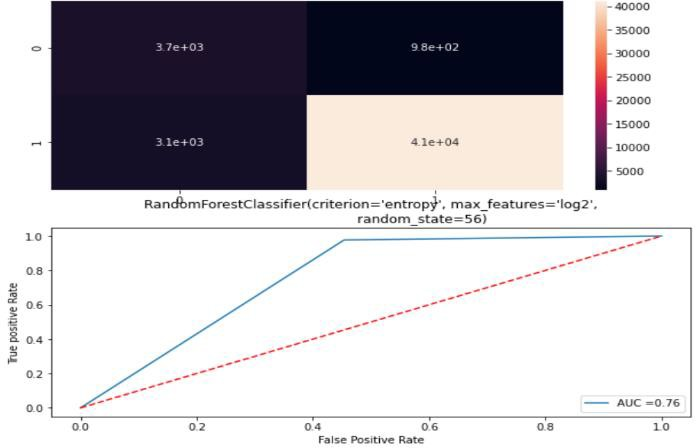 40000
0
3.7e+03
9.8e+02
35000
30000
25000
20000
1
3.1e+03
4.1e+04
15000
10000
5000
0
1
RandomForestClassifier(criterion='entropy', max_features='log2',
random_state=56)
1.0
0.8
0.6
0.4
0.2
0.0
True positive Rate
AUC =0.76
0.0 0.2 0.4 0.6 0.8 1.0
False Positive Rate